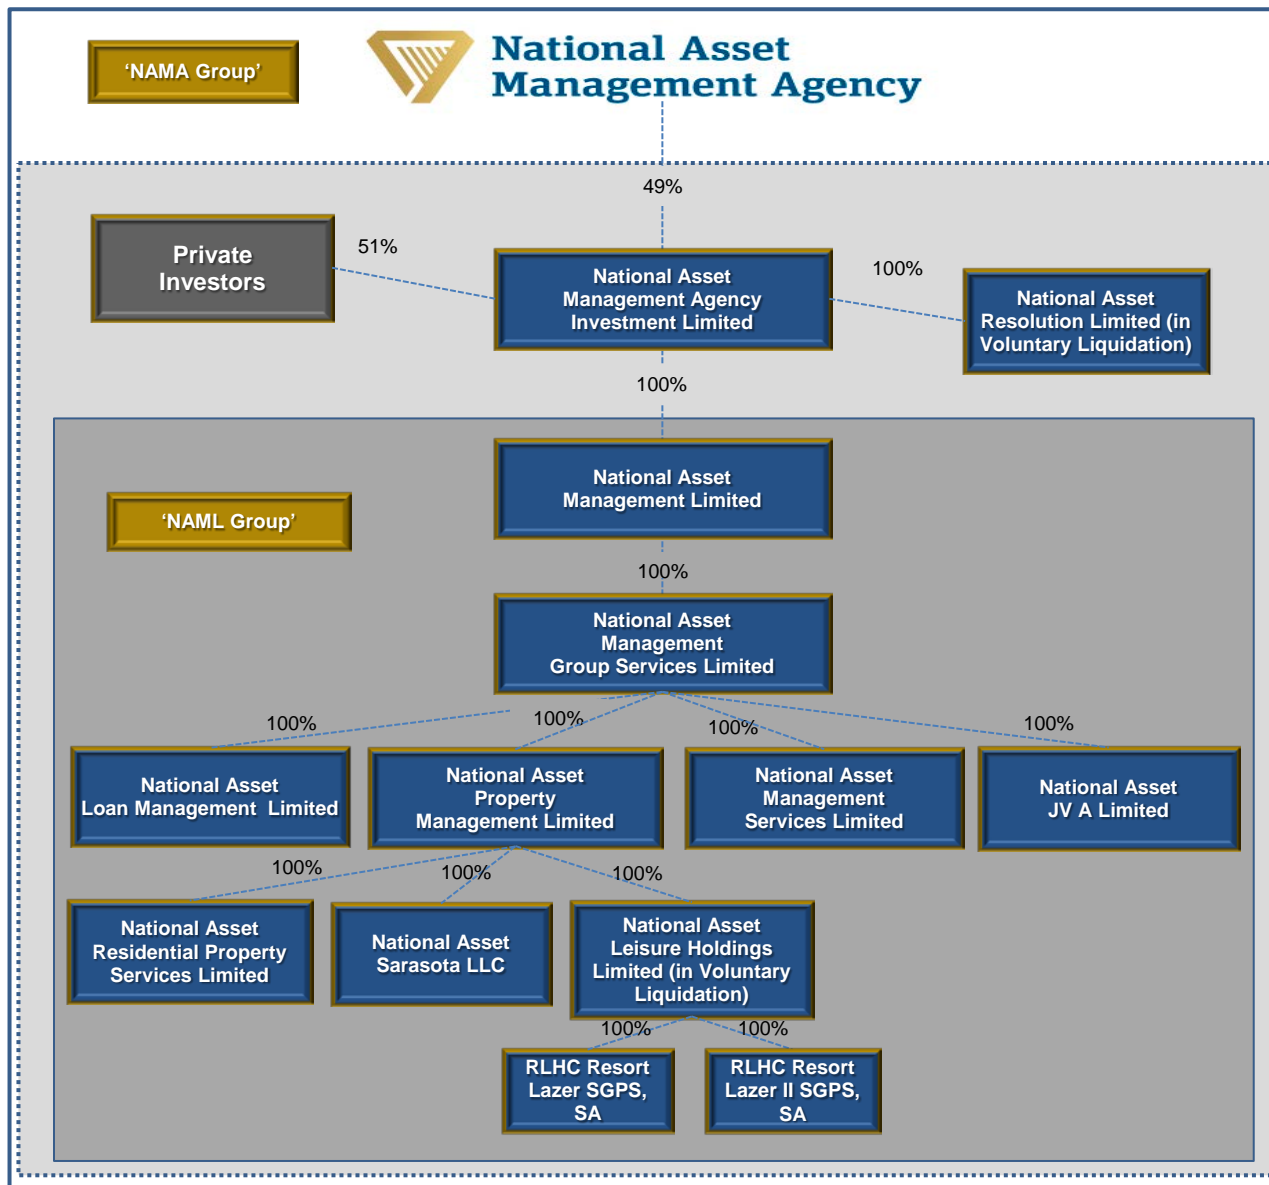 ‘NAMA Group’
National Asset
Management Agency
49%
Private
Investors
51%
National Asset
Management Agency
Investment Limited
100%
National Asset
Resolution Limited (in
Voluntary Liquidation)
100%
National Asset
Management Limited
‘NAML Group’
100%
National Asset
Management
Group Services Limited
100%
100%
100%
100%
National Asset
Loan Management Limited
National Asset
Property
Management Limited
National Asset
Management
Services Limited
National Asset
JV A Limited
100%
100%
100%
National Asset
Residential Property
Services Limited
National Asset
Sarasota LLC
National Asset
Leisure Holdings
Limited (in Voluntary
Liquidation)
100%
100%
RLHC Resort
Lazer SGPS,
SA
RLHC Resort
Lazer II SGPS,
SA